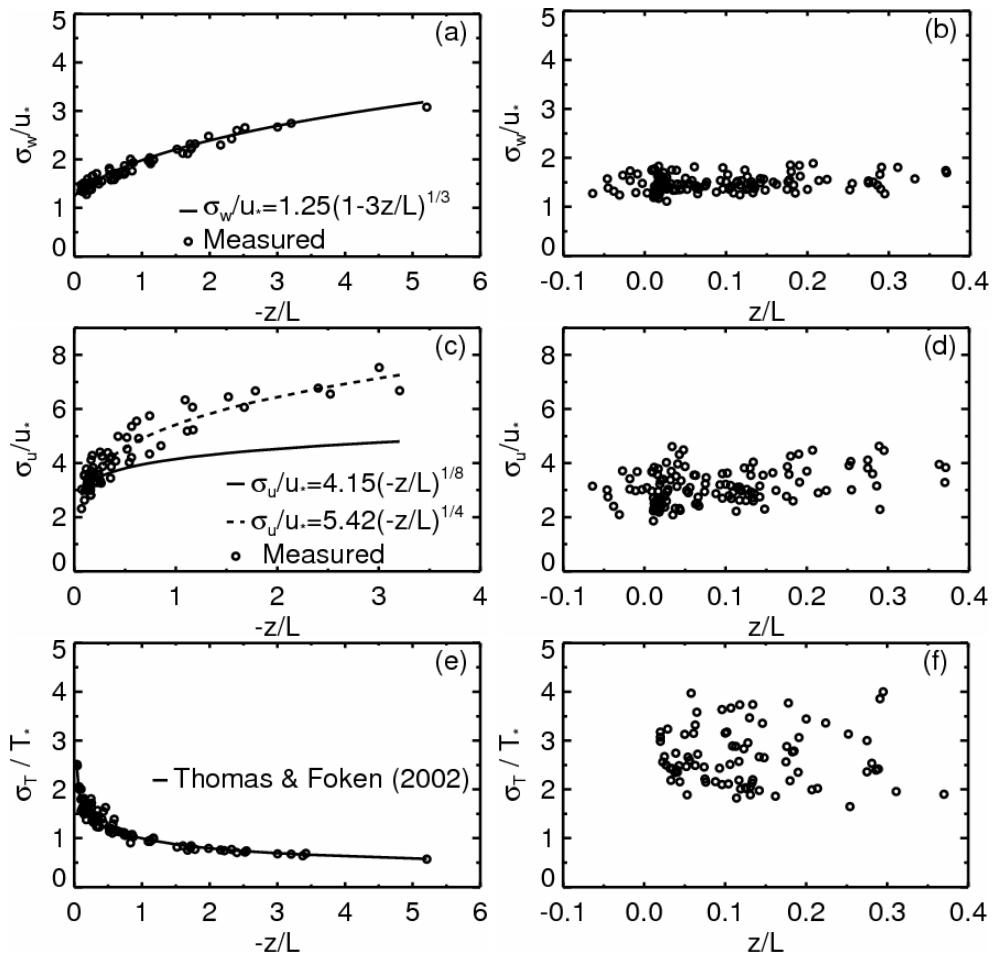 (a)
5
4
3
2
1
0
σw/u*
σw/u*=1.25(1-3z/L)1/3
Measured
0 1 2 3 4 5 6
-z/L
(b)
5
4
3
2
1
0
σw/u*
-0.1 0.0 0.1 0.2 0.3 0.4
z/L
(c)
8
6
4
2
0
σu/u*
σu/u*=4.15(-z/L)1/8
σu/u*=5.42(-z/L)1/4
Measured
0 1 2 3 4
-z/L
(d)
8
6
4
2
0
σu/u*
-0.1 0.0 0.1 0.2 0.3 0.4
z/L
(e)
5
4
3
2
1
0
σT / T*
Thomas & Foken (2002)
0 1 2 3 4 5 6
-z/L
(f)
5
4
3
2
1
0
σT / T*
-0.1 0.0 0.1 0.2 0.3 0.4
z/L